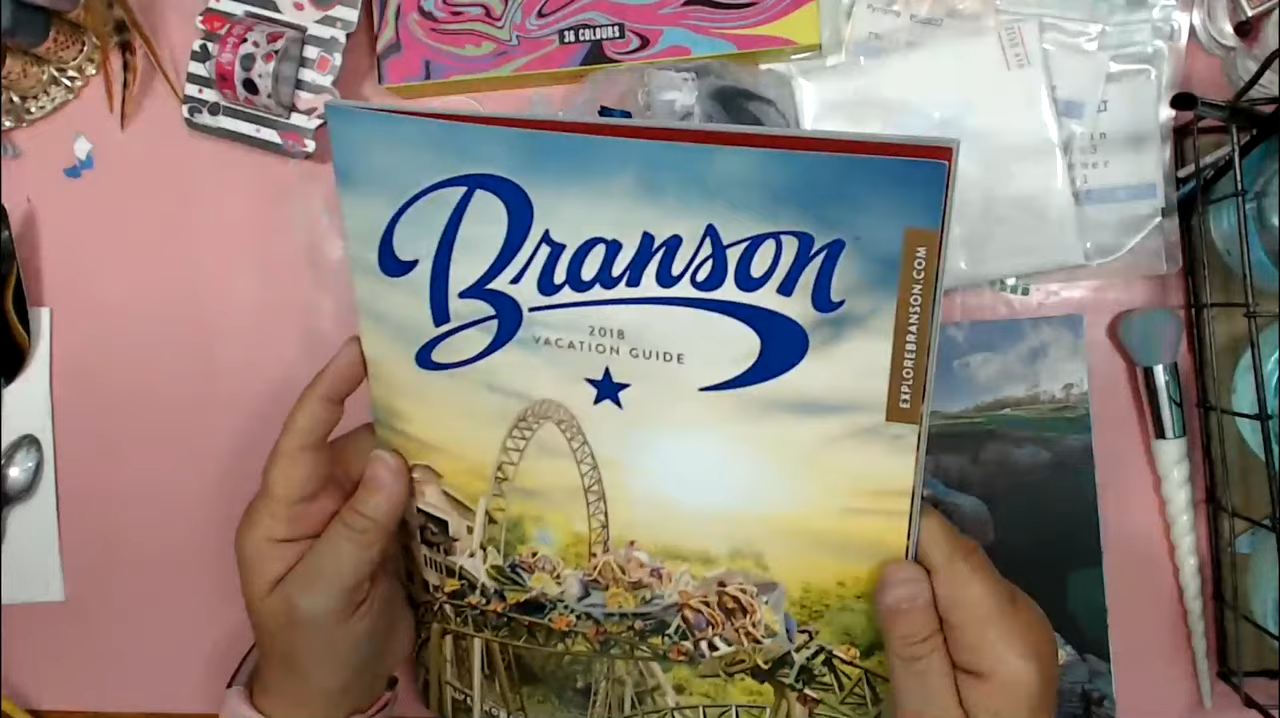 36 COLOURS
Branson
2018
VACATION GUIDE
EXPLOREBRANSON.COM